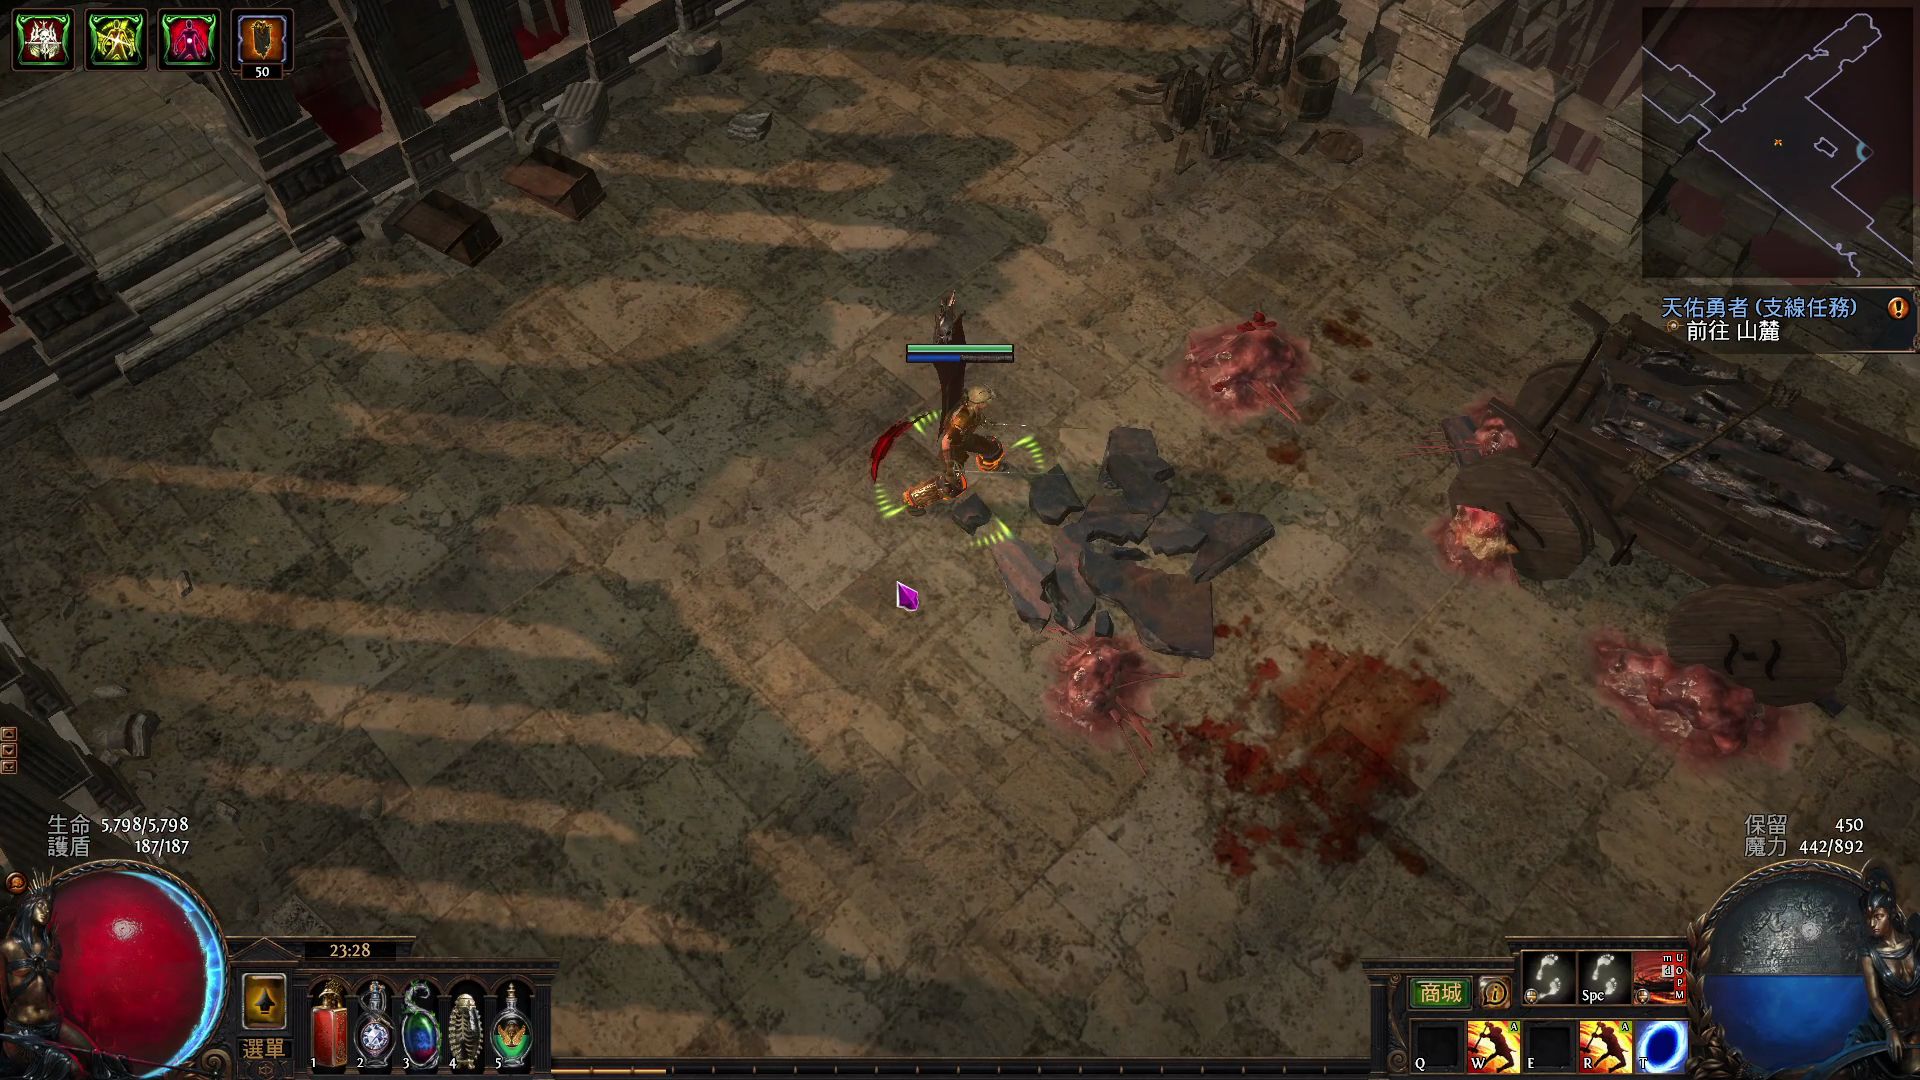 50
天佑勇者 (支線任務)
前往 山麓
生命 5,798/5,798
護盾 187/187
保留 450
魔力 442/892
23:28
選單
1 2 3 4 5
商城
Spc
m U
d O
P
M
Q W A E R A T